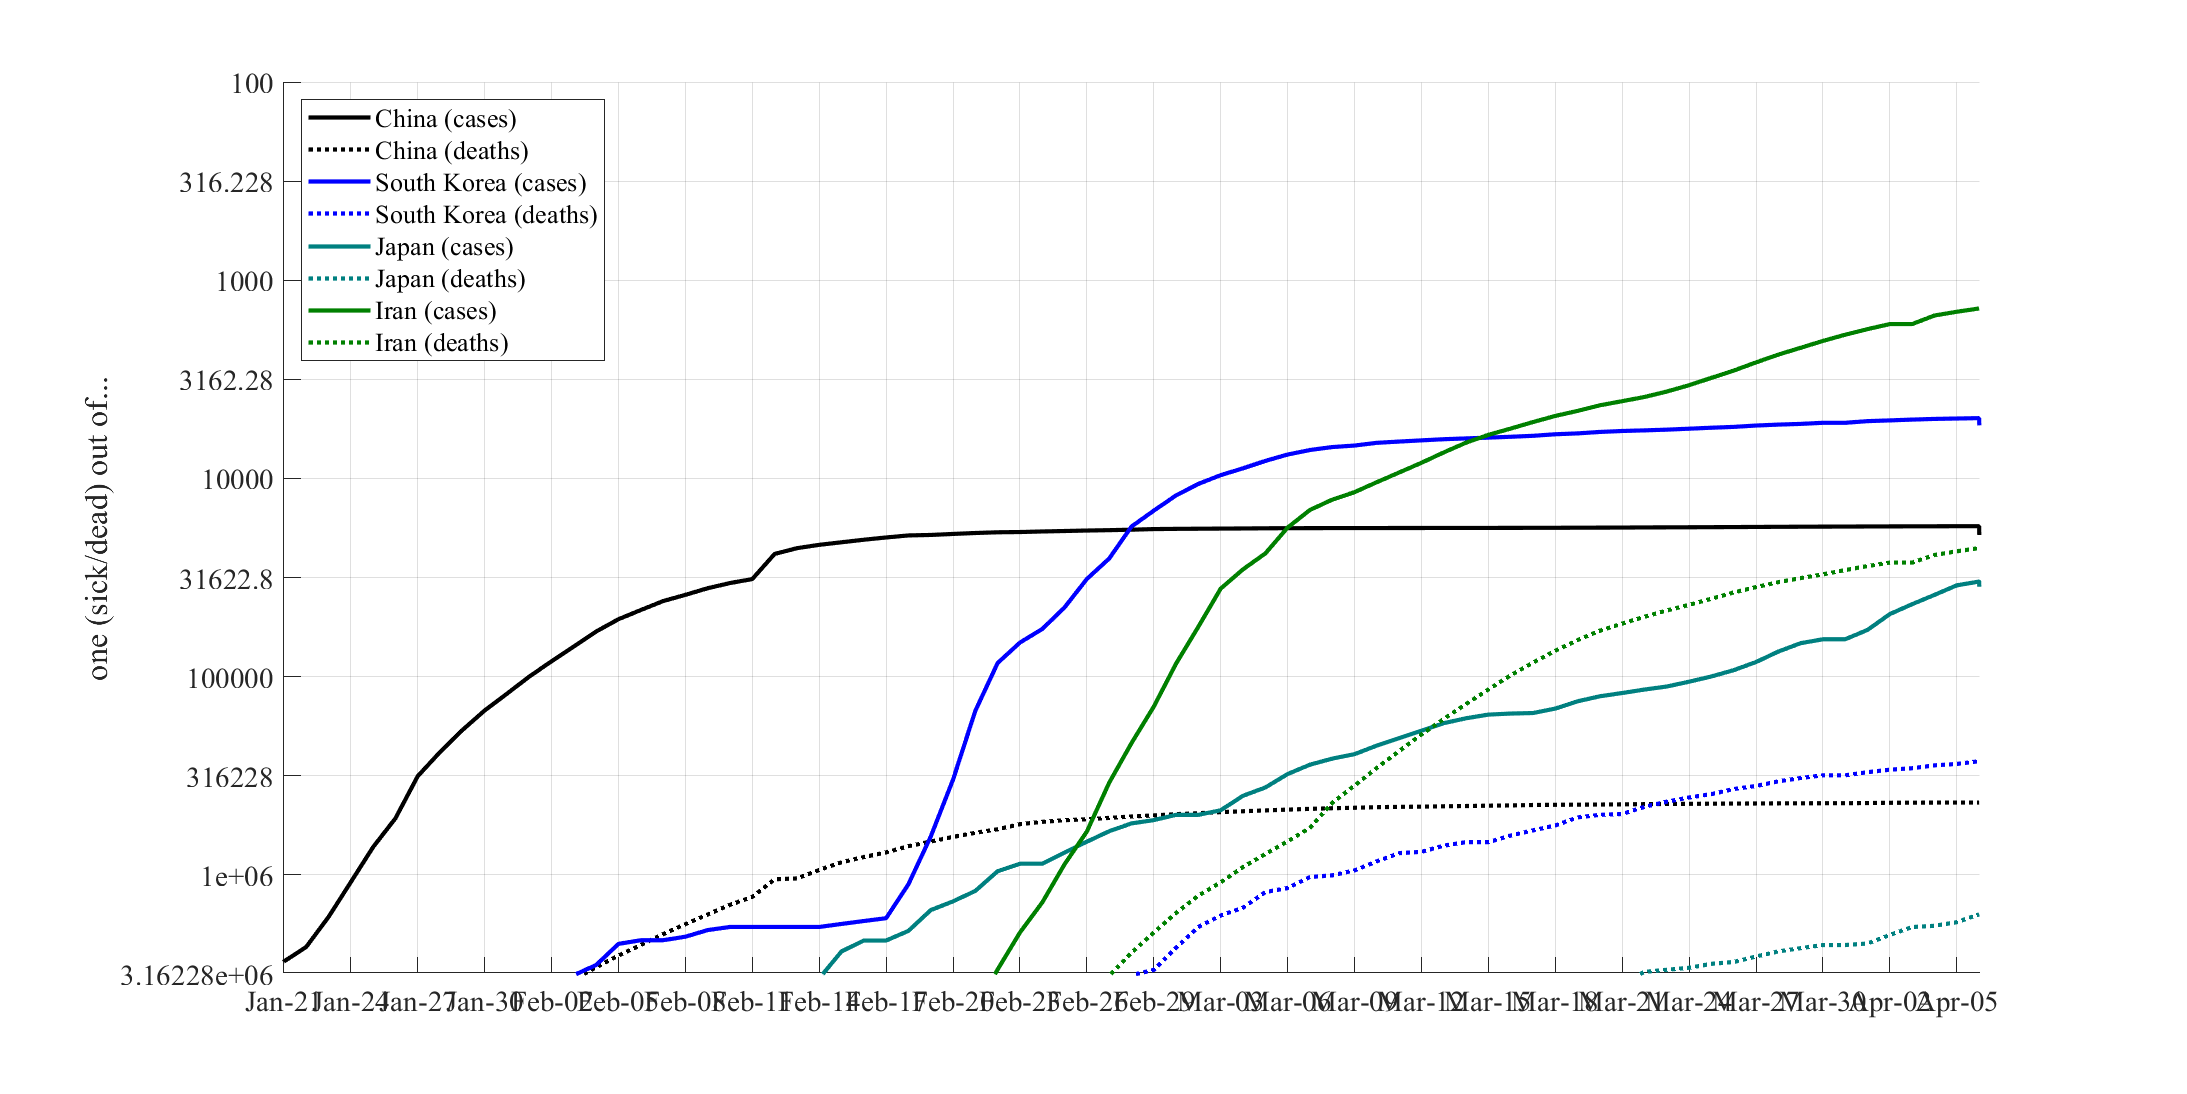 100
316.228
1000
3162.28
10000
31622.8
100000
316228
1e+06
3.16228e+06
one (sick/dead) out of...
China (cases)
China (deaths)
South Korea (cases)
South Korea (deaths)
Japan (cases)
Japan (deaths)
Iran (cases)
Iran (deaths)
Jan-21 Jan-24 Jan-27 Jan-30 Feb-02 Feb-05 Feb-08 Feb-11 Feb-14 Feb-17 Feb-20 Feb-23 Feb-26 Feb-29 Mar-03 Mar-06 Mar-09 Mar-12 Mar-15 Mar-18 Mar-21 Mar-24 Mar-27 Mar-30 Apr-02 Apr-05